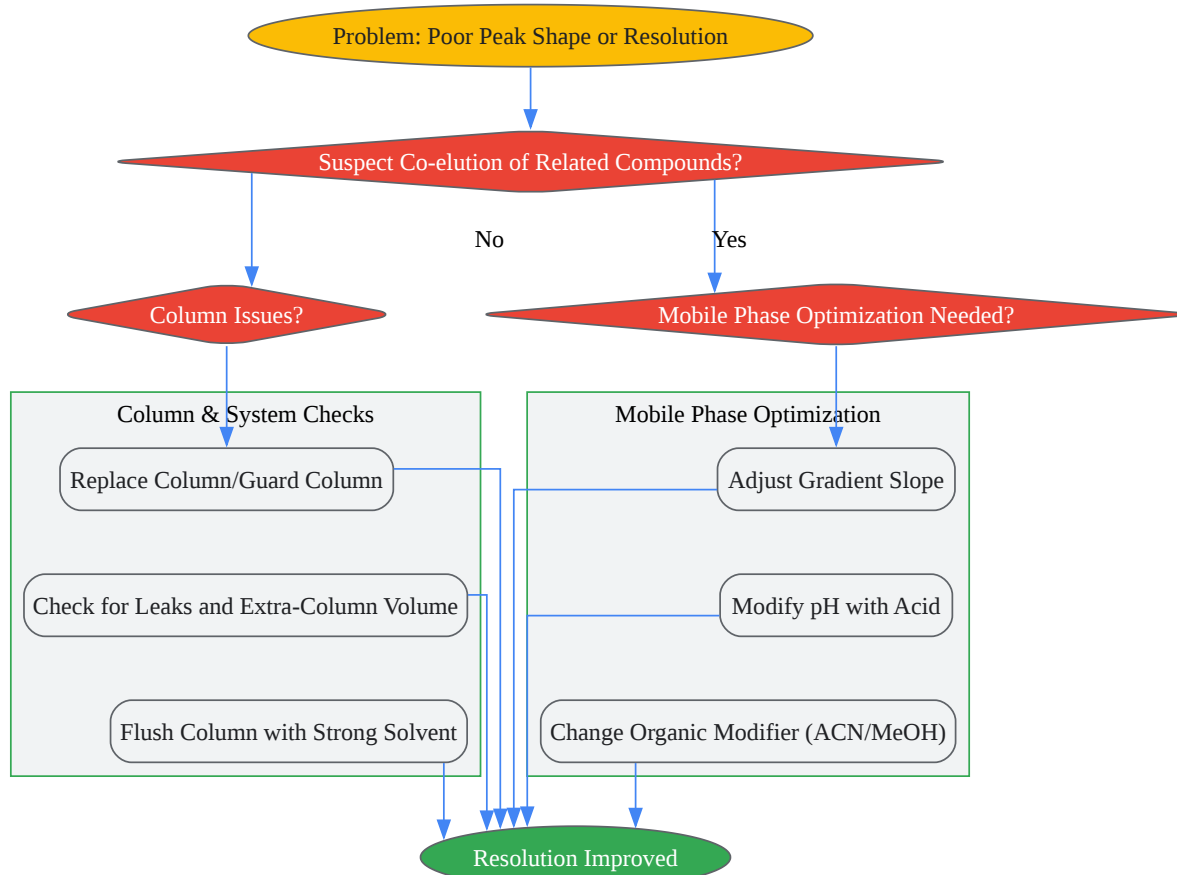 Problem: Poor Peak Shape or Resolution
Suspect Co-elution of Related Compounds?
No
Yes
Column Issues?
Mobile Phase Optimization Needed?
Column & System Checks
Mobile Phase Optimization
Replace Column/Guard Column
Adjust Gradient Slope
Check for Leaks and Extra-Column Volume
Modify pH with Acid
Flush Column with Strong Solvent
Change Organic Modifier (ACN/MeOH)
Resolution Improved